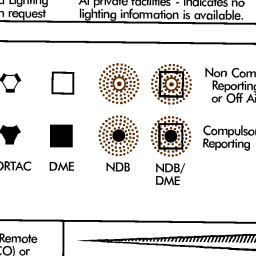 At private facilities - Indicates no
n request
lighting information is available.
Non Com
Reporting
or Off Ai
Compulso
Reporting
ORTAC
DME
NDB
NDB/
DME
Remote
CO) or